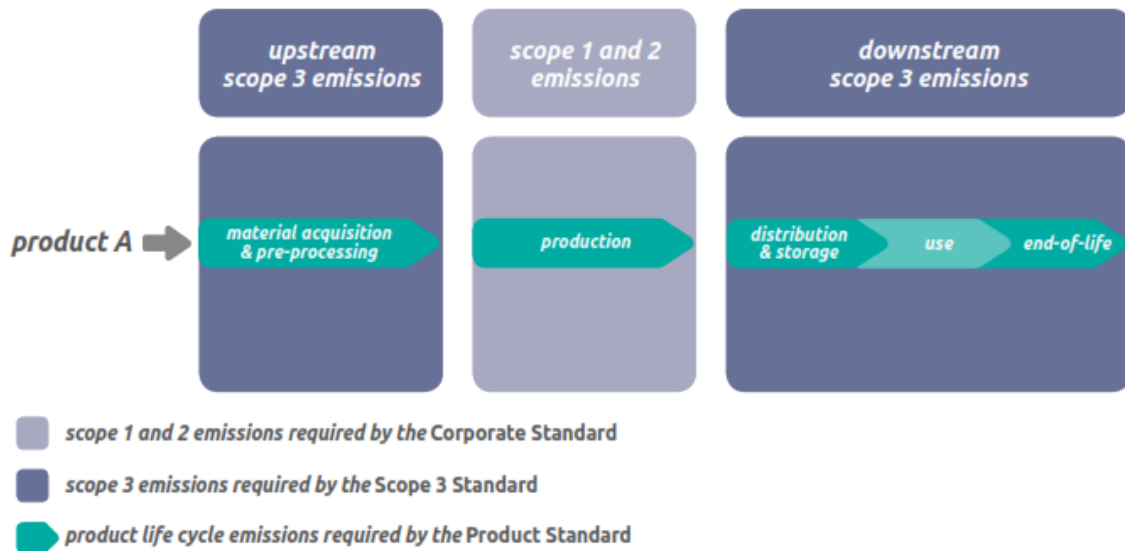 upstream
scope 3 emissions
scope 1 and 2
emissions
downstream
scope 3 emissions
product A
material acquisition
& pre-processing
production
distribution
& storage
use
end-of-life
scope 1 and 2 emissions required by the Corporate Standard
scope 3 emissions required by the Scope 3 Standard
product life cycle emissions required by the Product Standard